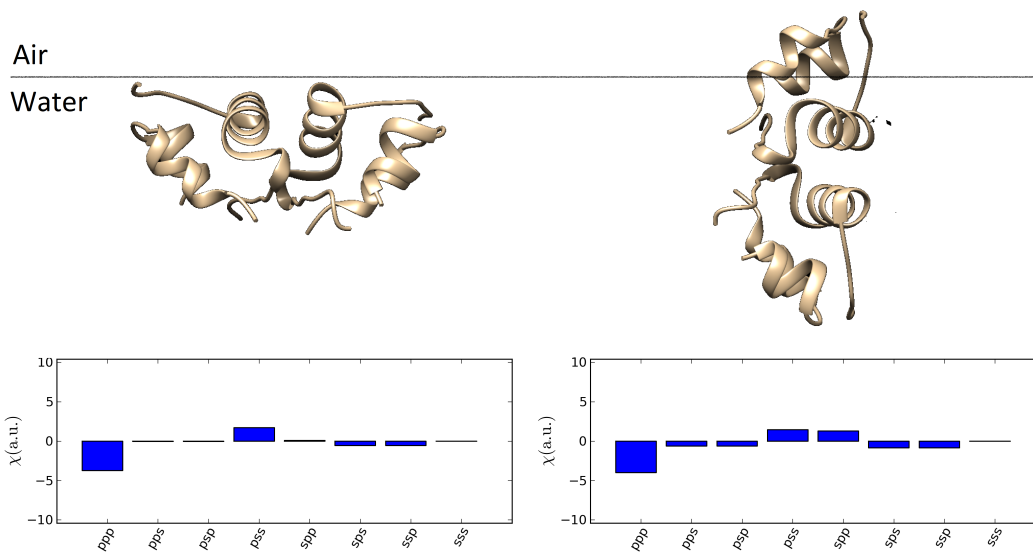 Air
Water
10
5
0
−5
−10
χ(a.u.)
ppp
pps
psp
pss
spp
sps
ssp
sss
10
5
0
−5
−10
χ(a.u.)
ppp
pps
psp
pss
spp
sps
ssp
sss